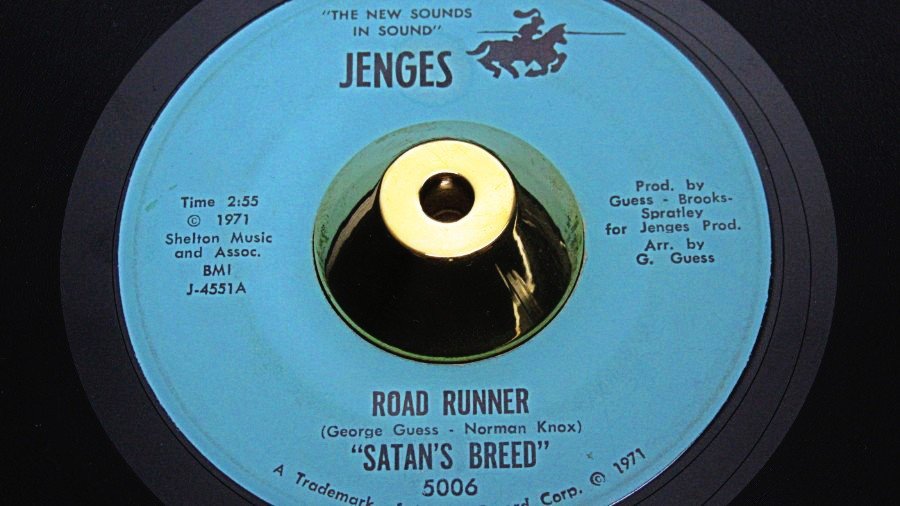 "THE NEW SOUNDS
IN SOUND"
JENGES
Time 2:55
© 1971
Shelton Music
and Assoc.
BMI
J-4551A
Prod. by
Guess - Brooks-
Spratley
for Jenges Prod.
Arr. by
G. Guess
ROAD RUNNER
(George Guess - Norman Knox)
"SATAN'S BREED"
5006
A Trademark of Record Corp. © 1971